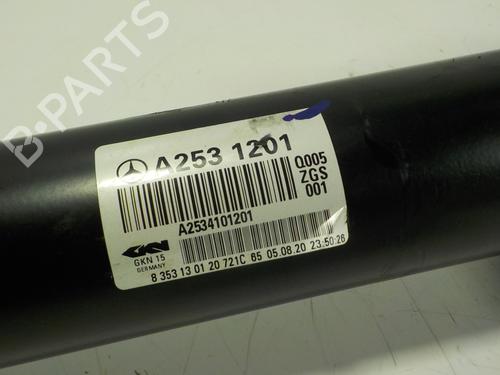 B-PARTS
A253 1201
Q005
ZGS
001
A2534101201
GKN
GKN 15
GERMANY
8 353 13 01 20 721C 65 05.08.20 23:50:26